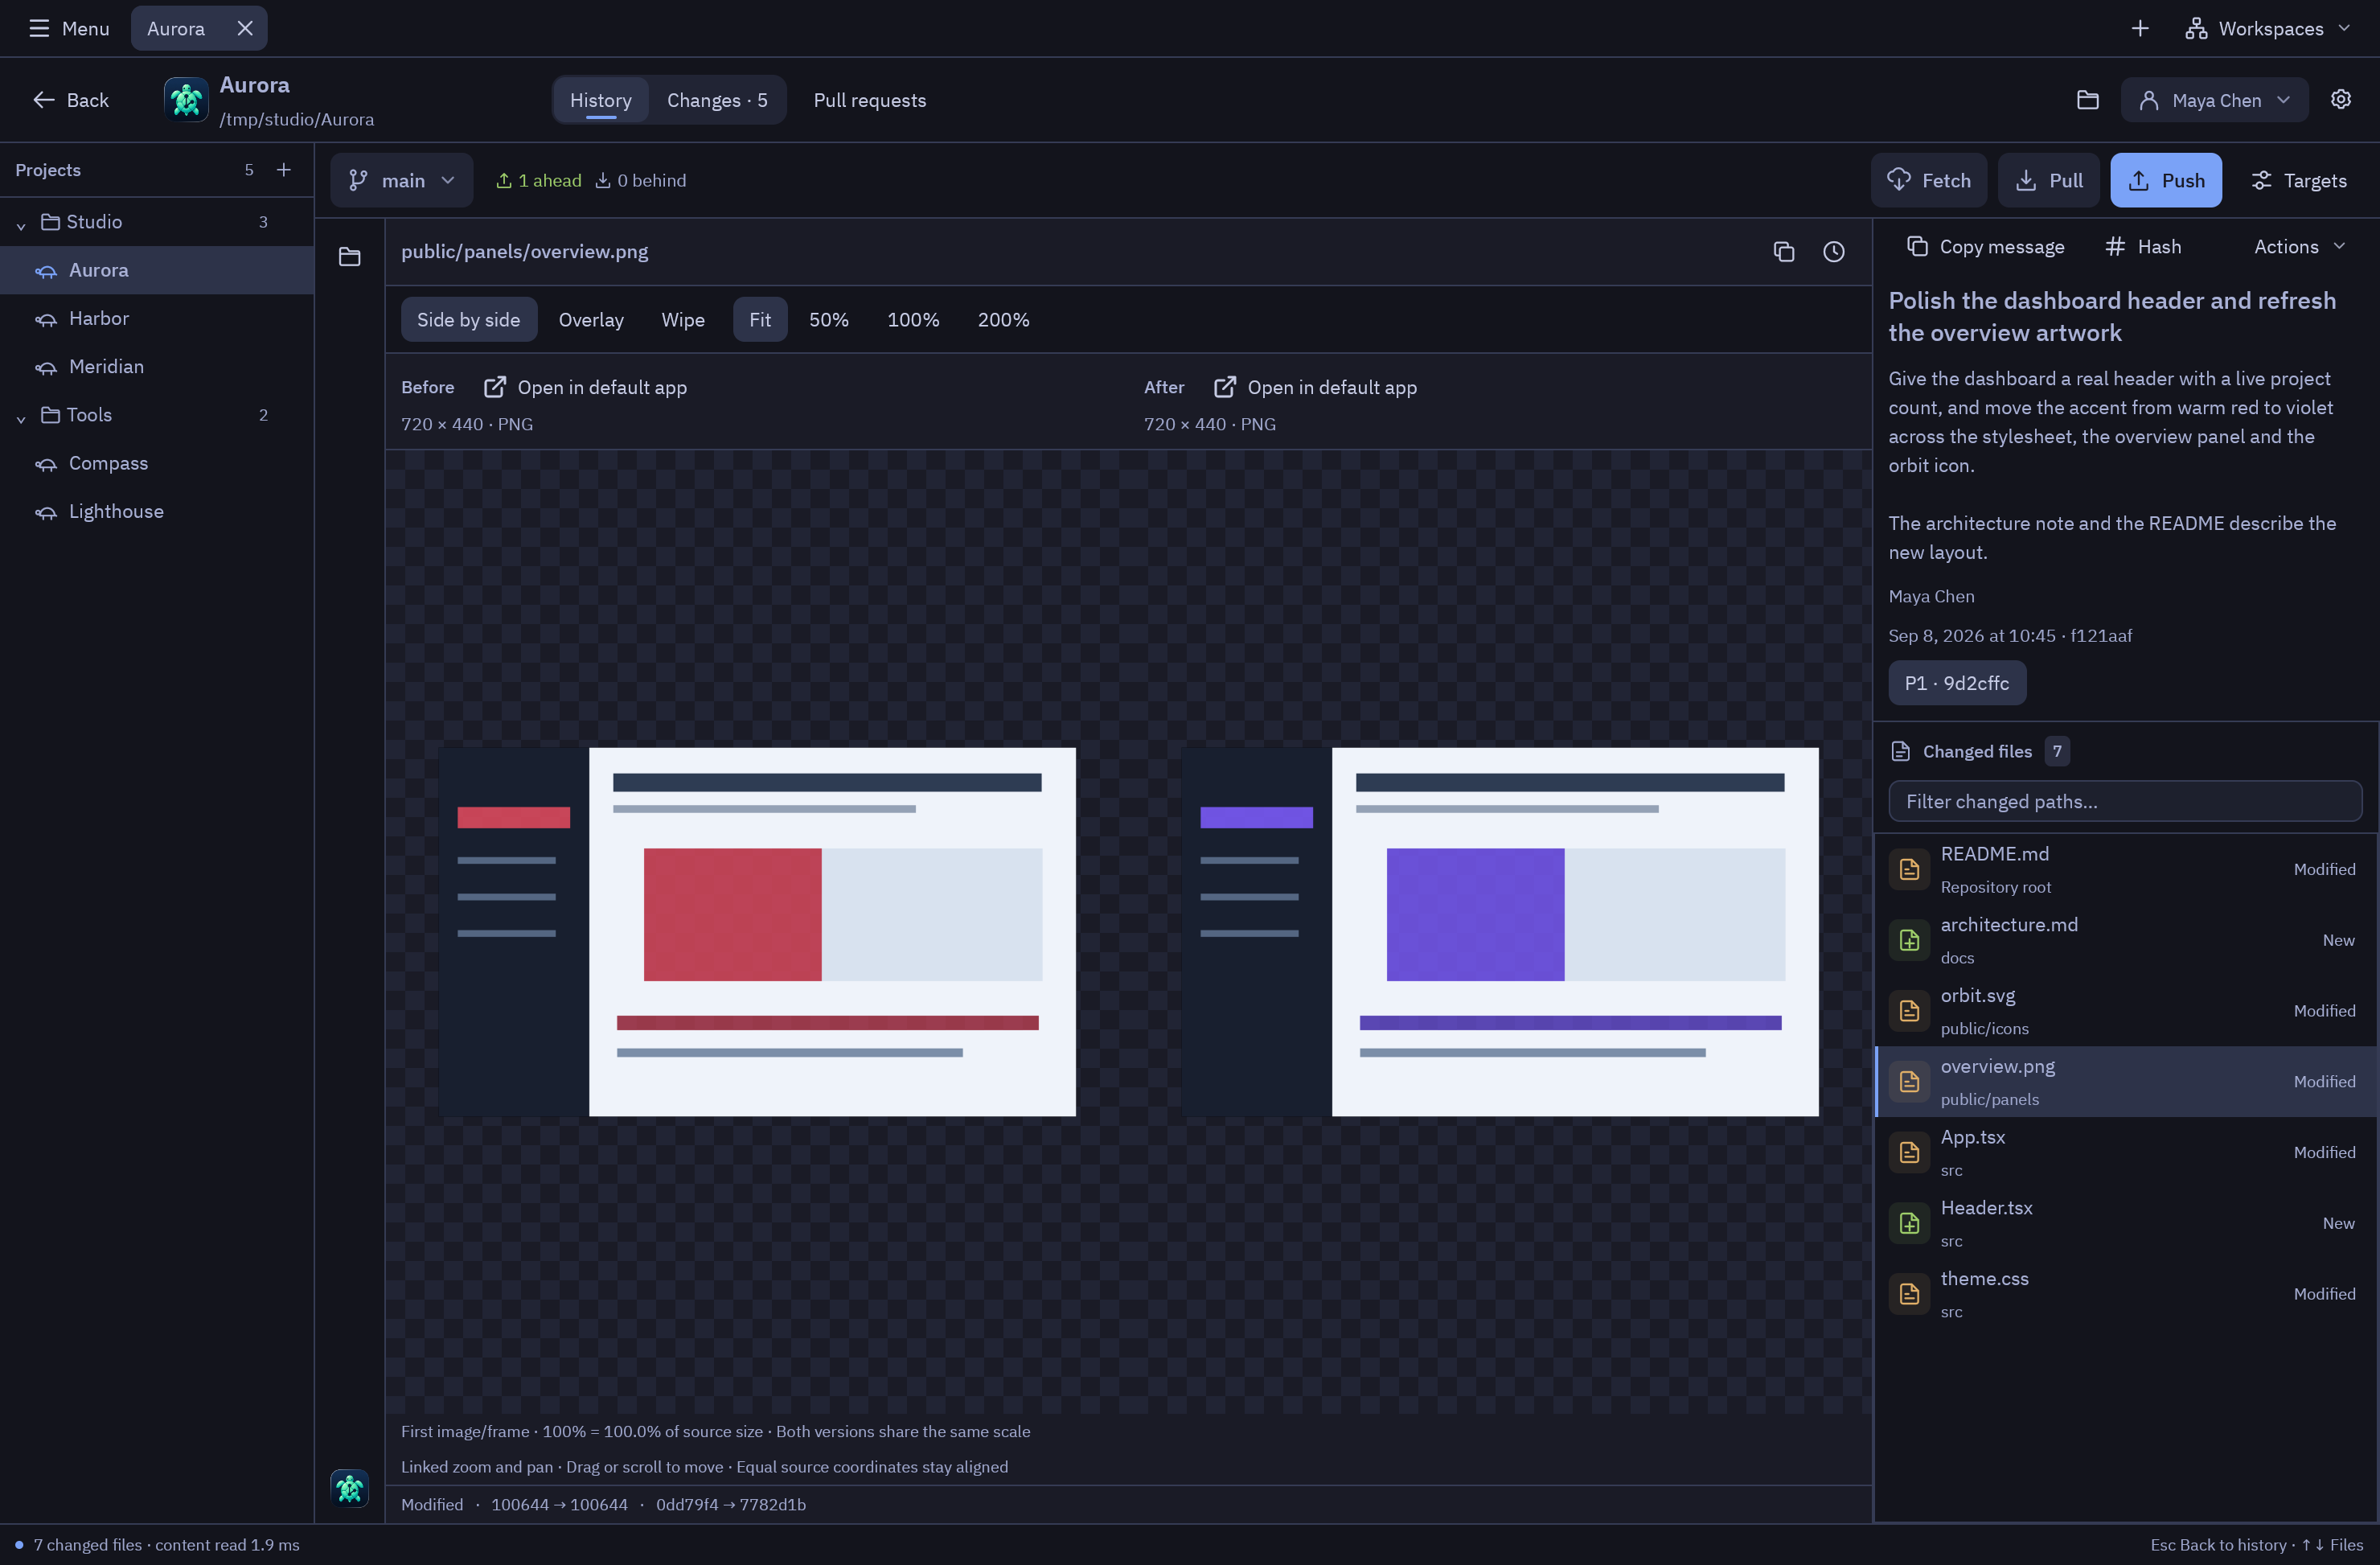 Menu
Aurora
Workspaces
Back
Aurora
/tmp/studio/Aurora
History
Changes · 5
Pull requests
Maya Chen
Projects
5
Studio
3
Aurora
Harbor
Meridian
Tools
2
Compass
Lighthouse
main
1 ahead
0 behind
Fetch
Pull
Push
Targets
public/panels/overview.png
Side by side
Overlay
Wipe
Fit
50%
100%
200%
Before
Open in default app
720 × 440 · PNG
After
Open in default app
720 × 440 · PNG
First image/frame · 100% = 100.0% of source size · Both versions share the same scale
Linked zoom and pan · Drag or scroll to move · Equal source coordinates stay aligned
Modified · 100644 → 100644 · 0dd79f4 → 7782d1b
Copy message
Hash
Actions
Polish the dashboard header and refresh
the overview artwork
Give the dashboard a real header with a live project
count, and move the accent from warm red to violet
across the stylesheet, the overview panel and the
orbit icon.
The architecture note and the README describe the
new layout.
Maya Chen
Sep 8, 2026 at 10:45 · f121aaf
P1 · 9d2cffc
Changed files
7
Filter changed paths...
README.md
Repository root
Modified
architecture.md
docs
New
orbit.svg
public/icons
Modified
overview.png
public/panels
Modified
App.tsx
src
Modified
Header.tsx
src
New
theme.css
src
Modified
7 changed files · content read 1.9 ms
Esc Back to history · ↑↓ Files